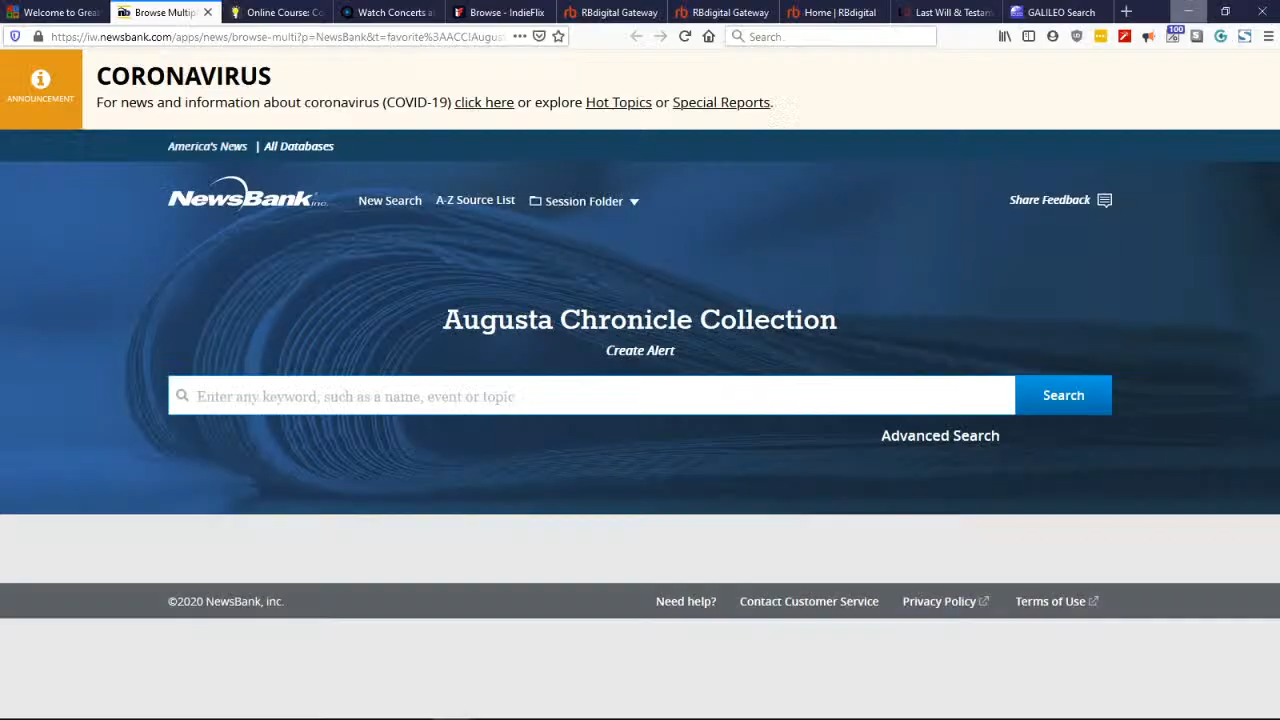 Welcome to Grea
Browse Multip
Online Course: Co
Watch Concerts a
Browse - IndieFlix
RBdigital Gateway
RBdigital Gateway
Home | RBdigital
Last Will & Testam
GALILEO Search
https://iw.newsbank.com/apps/news/browse-multi?p=NewsBank&t=favorite%3AACCIAugus
Search
100
ANNOUNCEMENT
CORONAVIRUS
For news and information about coronavirus (COVID-19) click here or explore Hot Topics or Special Reports.
America's News | All Databases
NewsBank inc.
New Search
A-Z Source List
Session Folder
Share Feedback
Augusta Chronicle Collection
Create Alert
Enter any keyword, such as a name, event or topic
Search
Advanced Search
©2020 NewsBank, inc.
Need help?
Contact Customer Service
Privacy Policy
Terms of Use